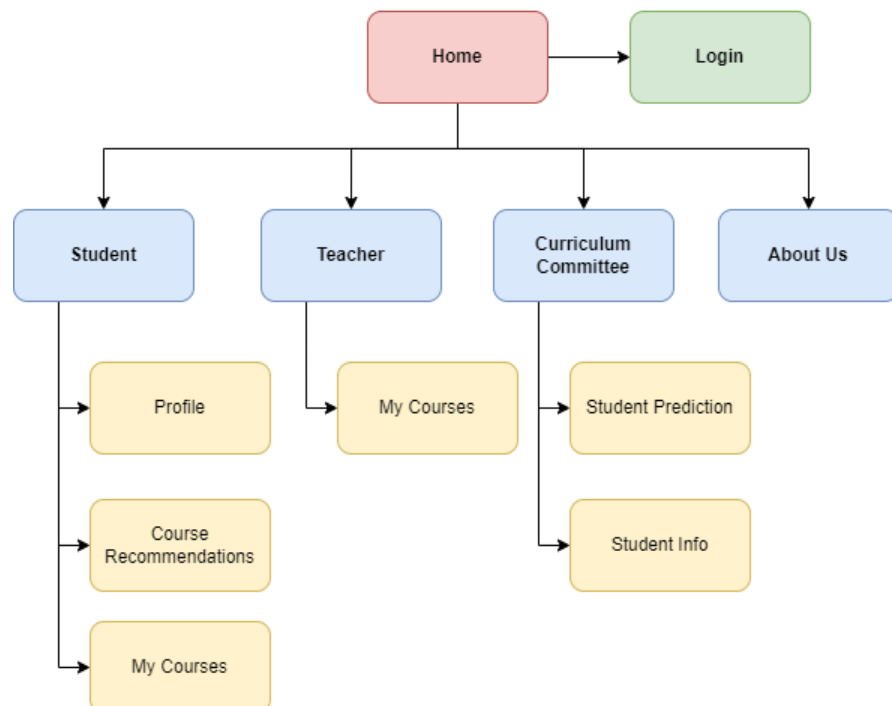 Home
Login
Student
Teacher
Curriculum
Committee
About Us
Profile
My Courses
Student Prediction
Course
Recommendations
Student Info
My Courses